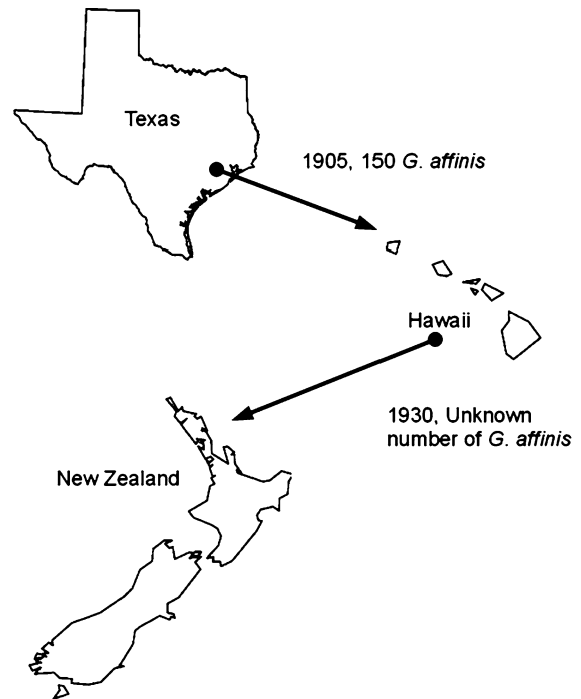 Texas
1905, 150 G. affinis
Hawaii
1930, Unknown
number of G. affinis
New Zealand